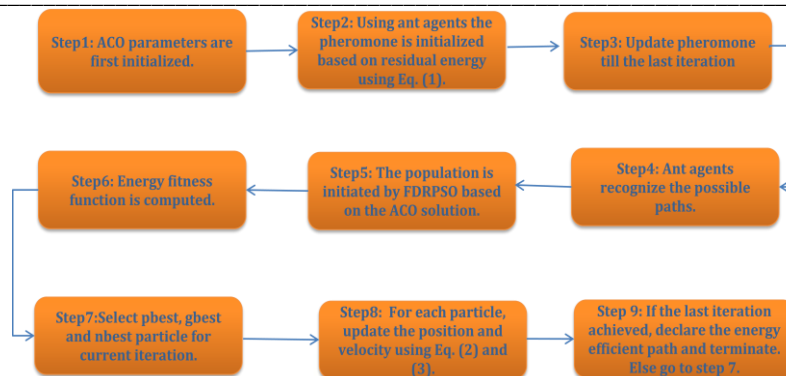 Step1: ACO parameters are
first initialized.
Step2: Using ant agents the
pheromone is initialized
based on residual energy
using Eq. (1).
Step3: Update pheromone
till the last iteration
Step4: Ant agents
recognize the possible
paths.
Step5: The population is
initiated by FDRPSO based
on the ACO solution.
Step6: Energy fitness
function is computed.
Step7:Select pbest, gbest
and nbest particle for
current iteration.
Step8: For each particle,
update the position and
velocity using Eq. (2) and
(3).
Step 9: If the last iteration
achieved, declare the energy
efficient path and terminate.
Else go to step 7.